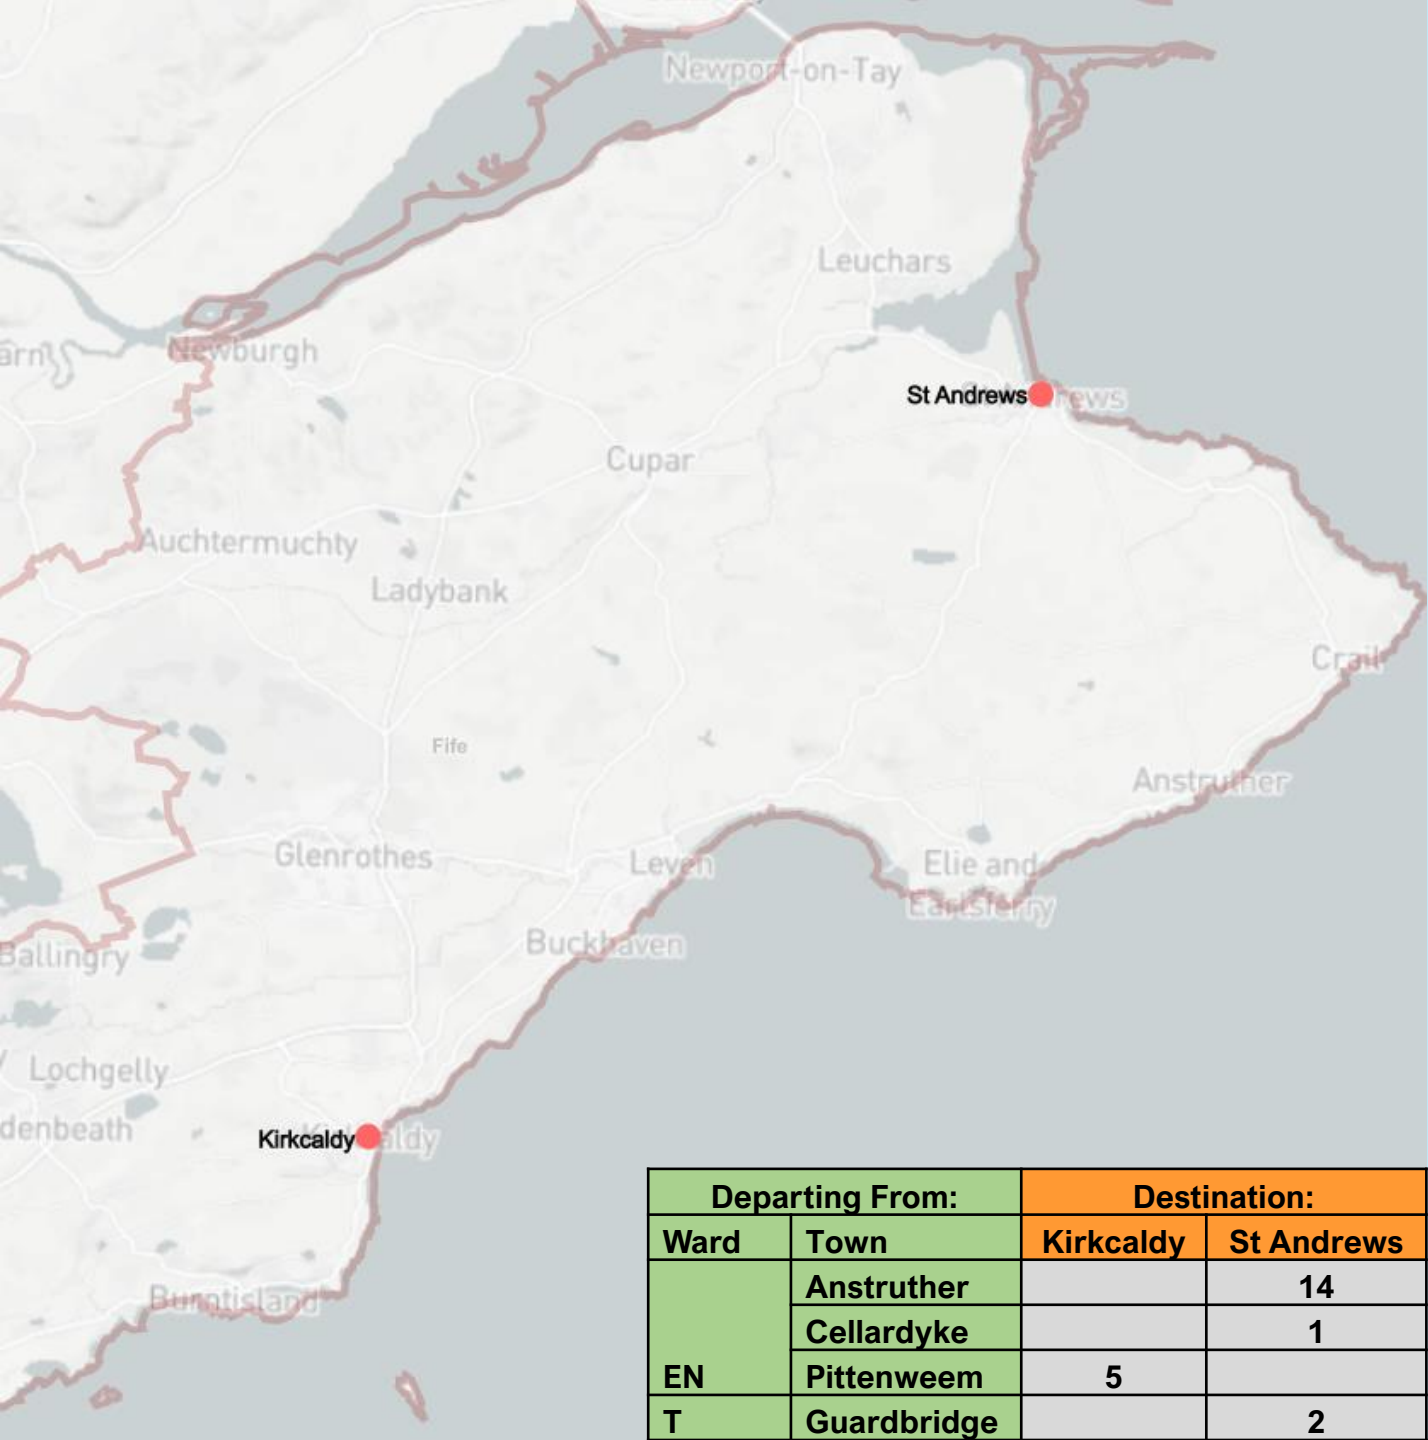 Newport-on-Tay
Leuchars
Newburgh
St Andrews
Cupar
Auchtermuchty
Ladybank
Crail
Fife
Anstruther
Glenrothes
Leven
Elie and
Earlsferry
Buckhaven
Ballingry
Lochgelly
denbeath
Kirkcaldy
Burntisland
Departing From: Destination:
Ward Town Kirkcaldy St Andrews
Anstruther 14
Cellardyke 1
EN Pittenweem 5
T Guardbridge 2